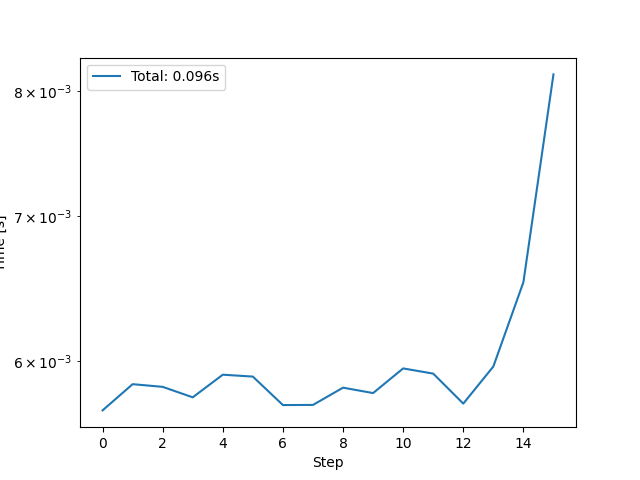 Total: 0.096s
8 × 10⁻³
7 × 10⁻³
6 × 10⁻³
0 2 4 6 8 10 12 14
Step
[s]